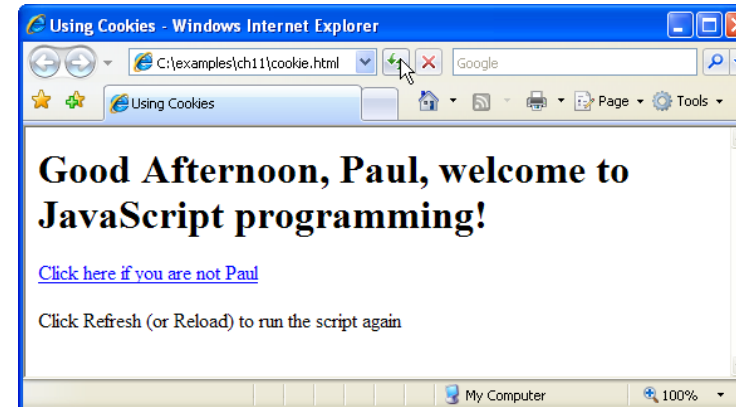 Using Cookies - Windows Internet Explorer
C:\examples\ch11\cookie.html Google
Using Cookies Page Tools
Good Afternoon, Paul, welcome to
JavaScript programming!
Click here if you are not Paul
Click Refresh (or Reload) to run the script again
My Computer 100%